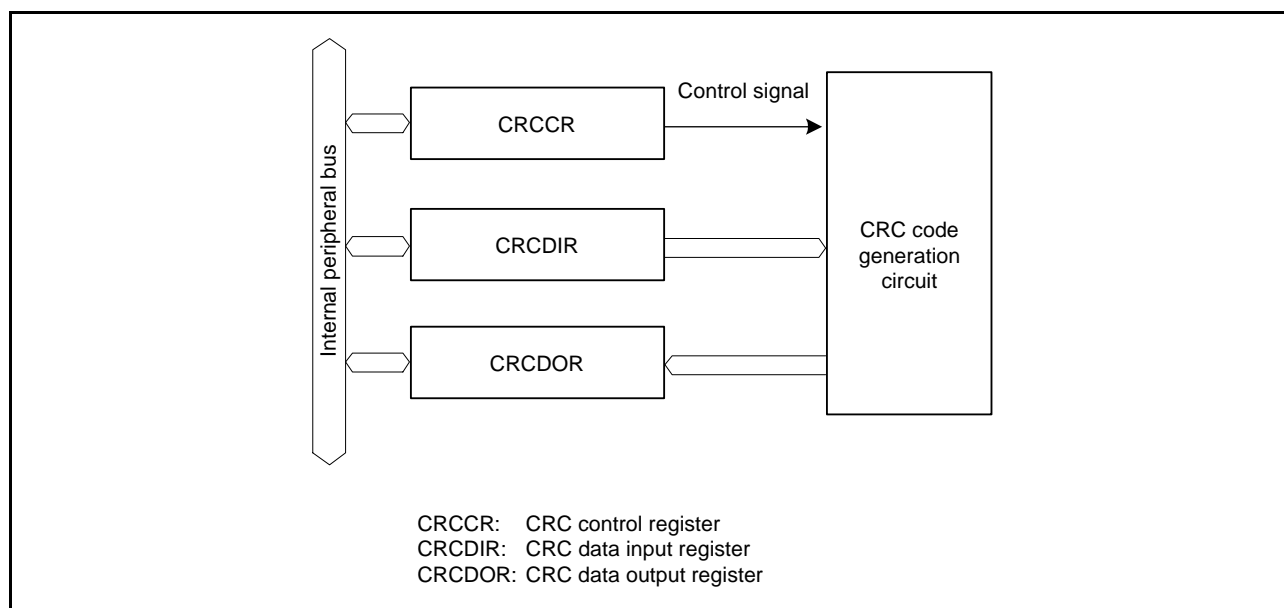 Control signal
CRCCR
Internal peripheral bus
CRCDIR
CRC code
generation
circuit
CRCDOR
CRCCR: CRC control register
CRCDIR: CRC data input register
CRCDOR: CRC data output register